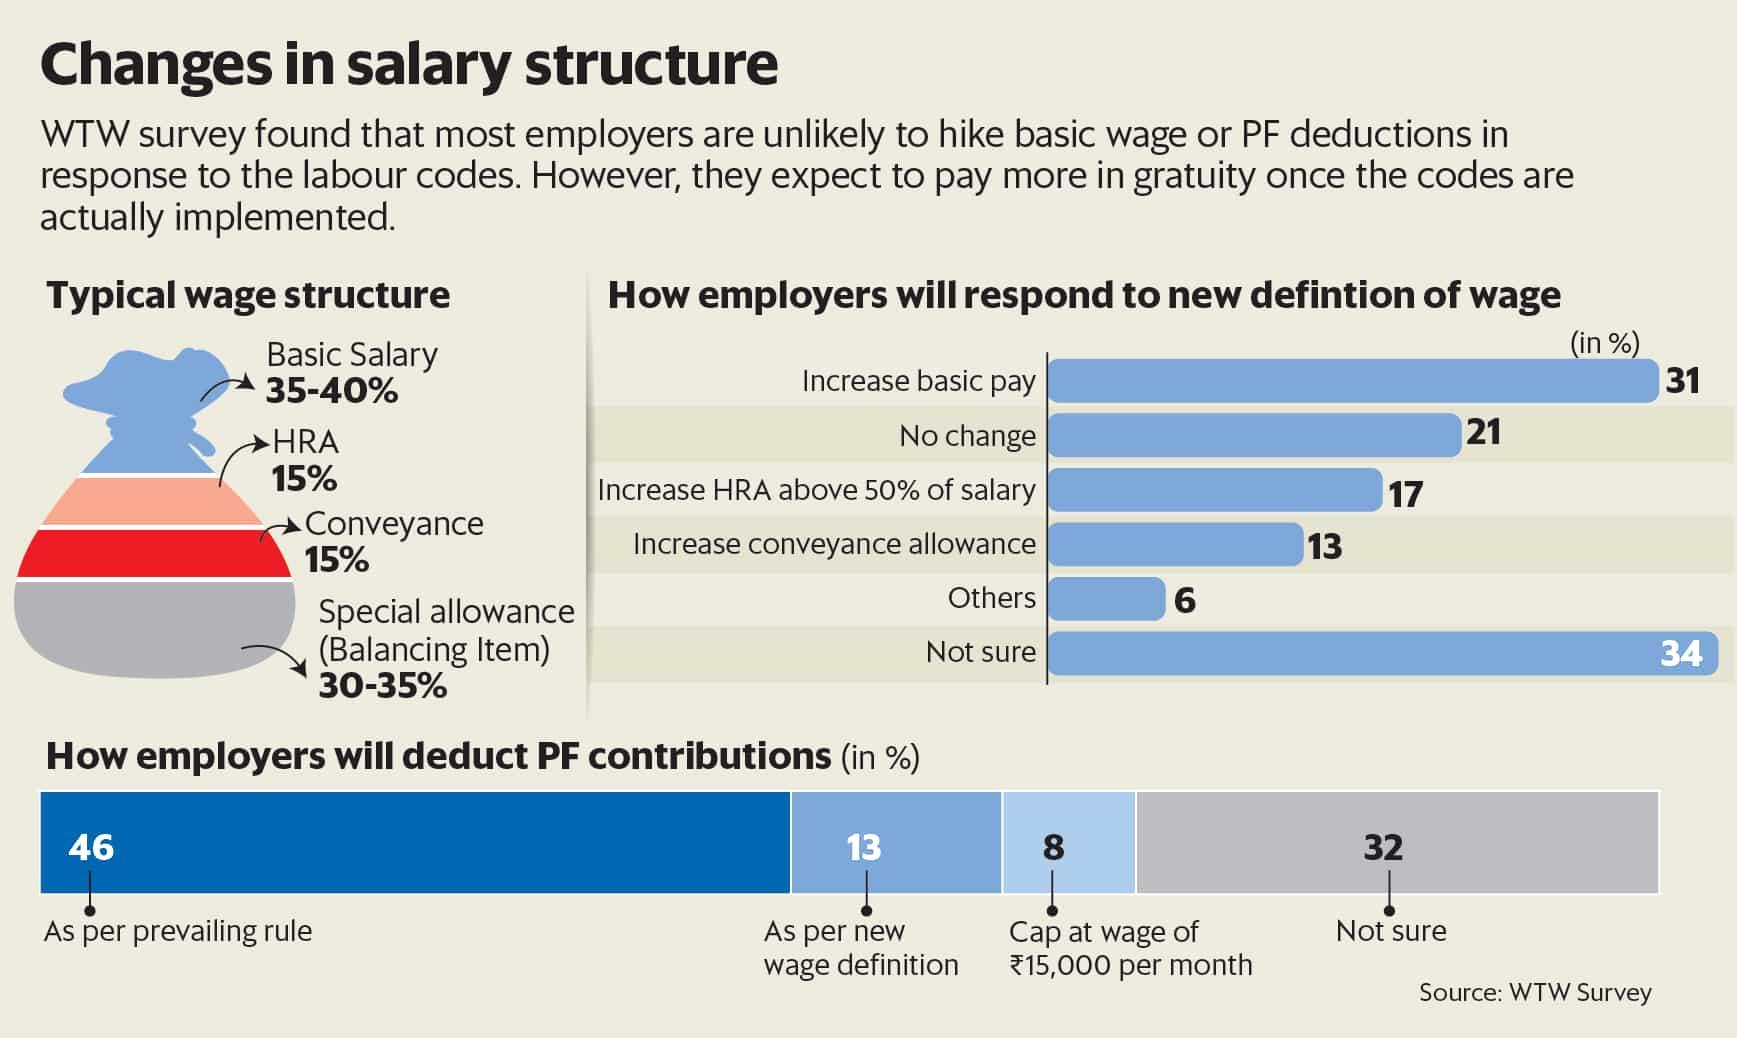 Changes in salary structure
WTW survey found that most employers are unlikely to hike basic wage or PF deductions in
response to the labour codes. However, they expect to pay more in gratuity once the codes are
actually implemented.
Typical wage structure
Basic Salary
35-40%
HRA
15%
Conveyance
15%
Special allowance
(Balancing Item)
30-35%
How employers will respond to new defintion of wage
(in %)
Increase basic pay 31
No change 21
Increase HRA above 50% of salary 17
Increase conveyance allowance 13
Others 6
Not sure 34
How employers will deduct PF contributions (in %)
46 13 8 32
As per prevailing rule As per new Cap at wage of Not sure
wage definition ₹15,000 per month
Source: WTW Survey